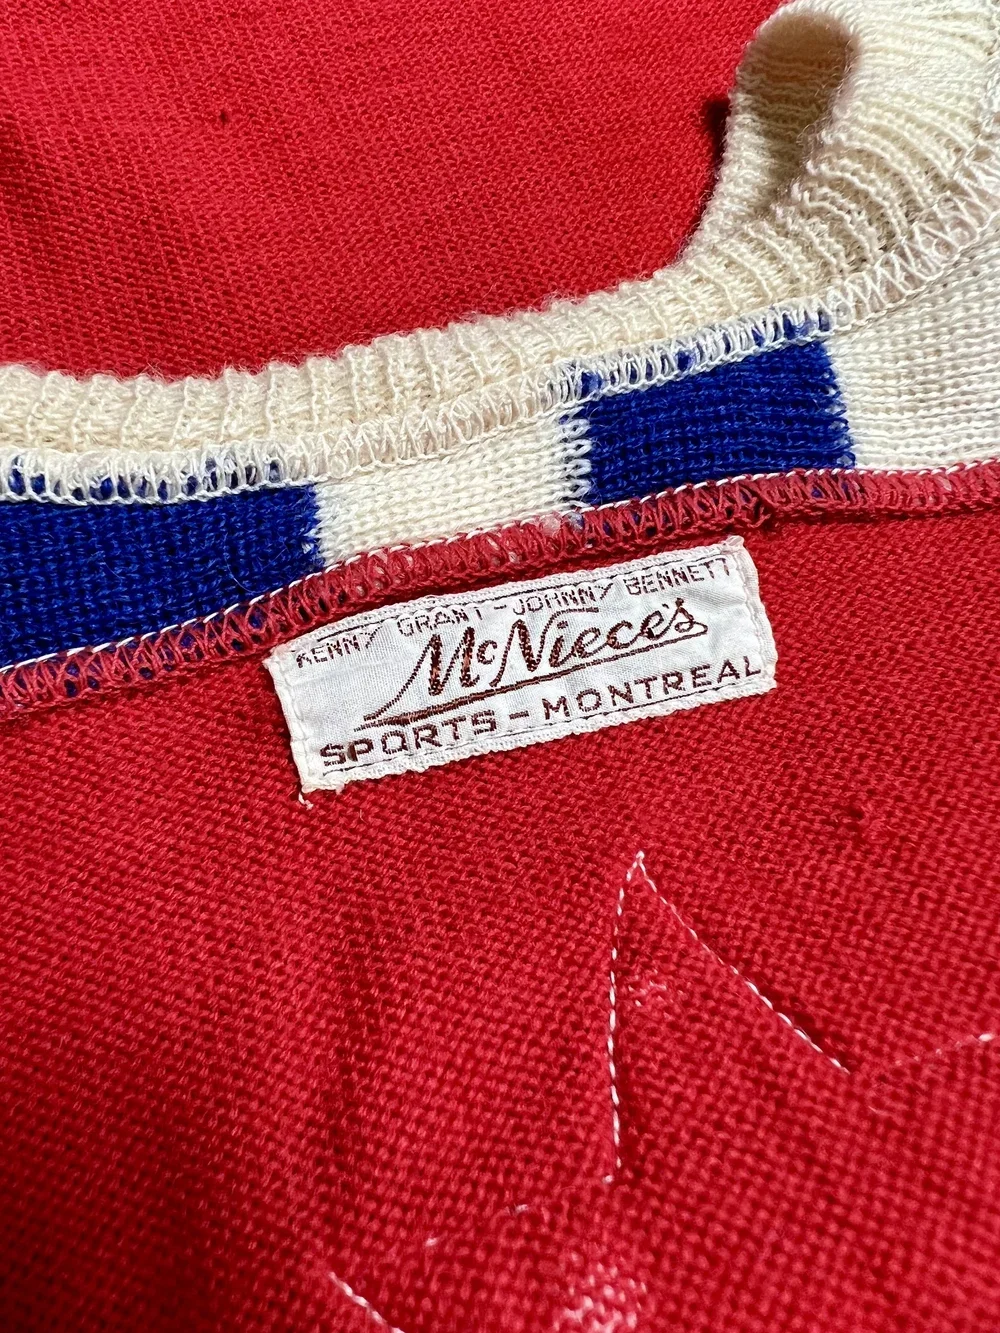 KENNY GRANT-JOHNNY BENNETT
McNiece's
SPORTS-MONTREAL